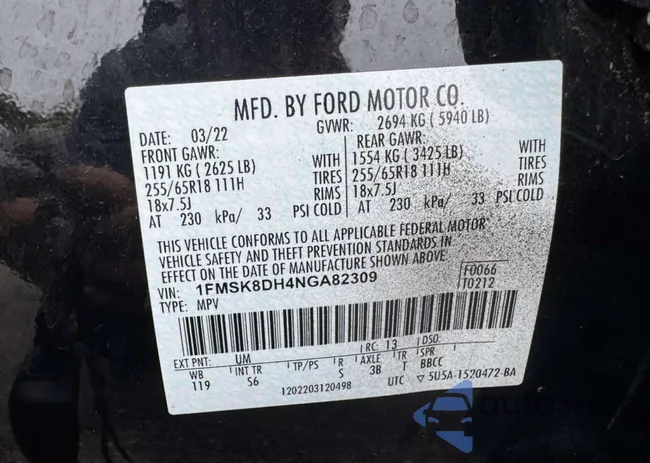 MFD. BY FORD MOTOR CO.
DATE: 03/22 GVWR: 2694 KG ( 5940 LB)
FRONT GAWR: REAR GAWR:
1191 KG ( 2625 LB) WITH 1554 KG ( 3425 LB) WITH
255/65R18 111H TIRES 255/65R18 111H TIRES
18x7.5J RIMS 18x7.5J RIMS
AT 230 kPa/ 33 PSI COLD AT 230 kPa/ 33 PSI COLD
THIS VEHICLE CONFORMS TO ALL APPLICABLE FEDERAL MOTOR
VEHICLE SAFETY AND THEFT PREVENTION STANDARDS IN
EFFECT ON THE DATE OF MANUFACTURE SHOWN ABOVE.
VIN: 1FMSK8DH4NGA82309 F0066
TYPE: MPV T0212
EXT PNT: UM RC: 13 DSO:
WB INT TR TP/PS R AXLE TR SPR
119 S6 S 3B T BBCC
1202203120498 UTC 5U5A-1520472-BA